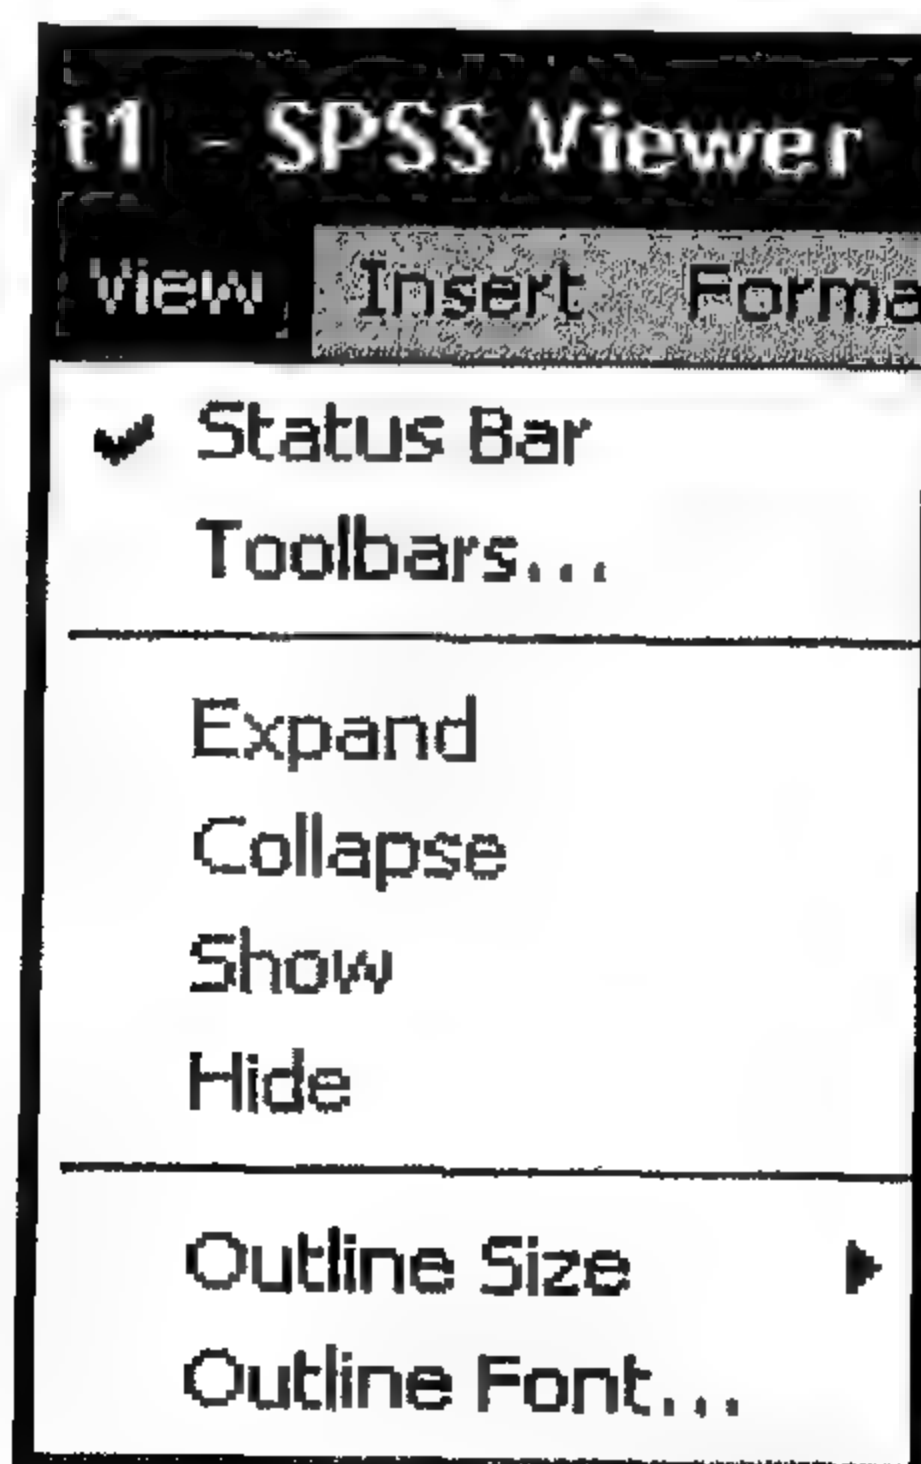 t1 - SPSS Viewer
View Insert Forma
Status Bar
Toolbars...
Expand
Collapse
Show
Hide
Outline Size
Outline Font...